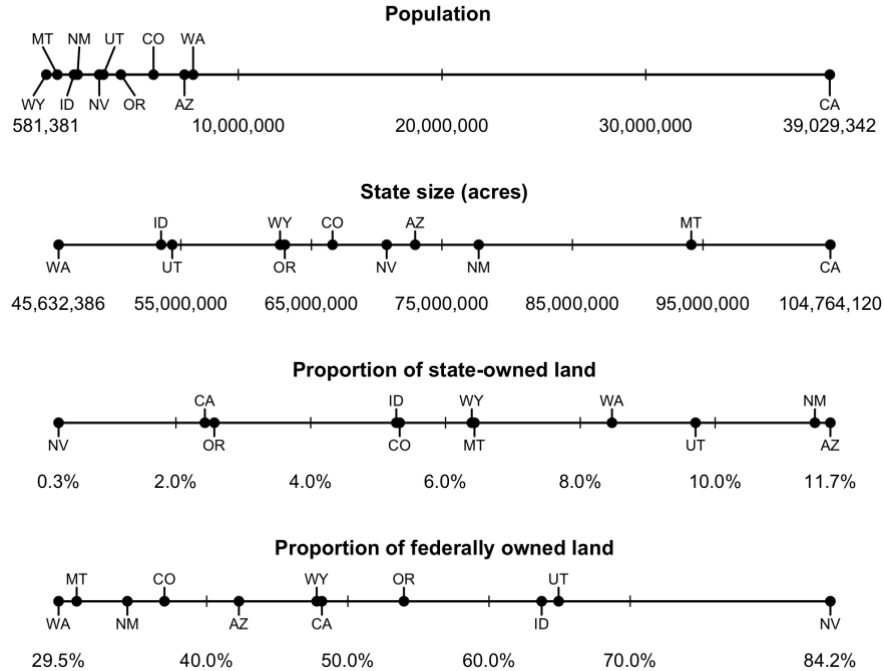 Population
MT NM UT CO WA
WY ID NV OR AZ CA
581,381 10,000,000 20,000,000 30,000,000 39,029,342
State size (acres)
ID WY CO AZ MT
WA UT OR NV NM CA
45,632,386 55,000,000 65,000,000 75,000,000 85,000,000 95,000,000 104,764,120
Proportion of state-owned land
CA ID WY WA NM
NV OR CO MT UT AZ
0.3% 2.0% 4.0% 6.0% 8.0% 10.0% 11.7%
Proportion of federally owned land
MT CO WY OR UT
WA NM AZ CA ID NV
29.5% 40.0% 50.0% 60.0% 70.0% 84.2%